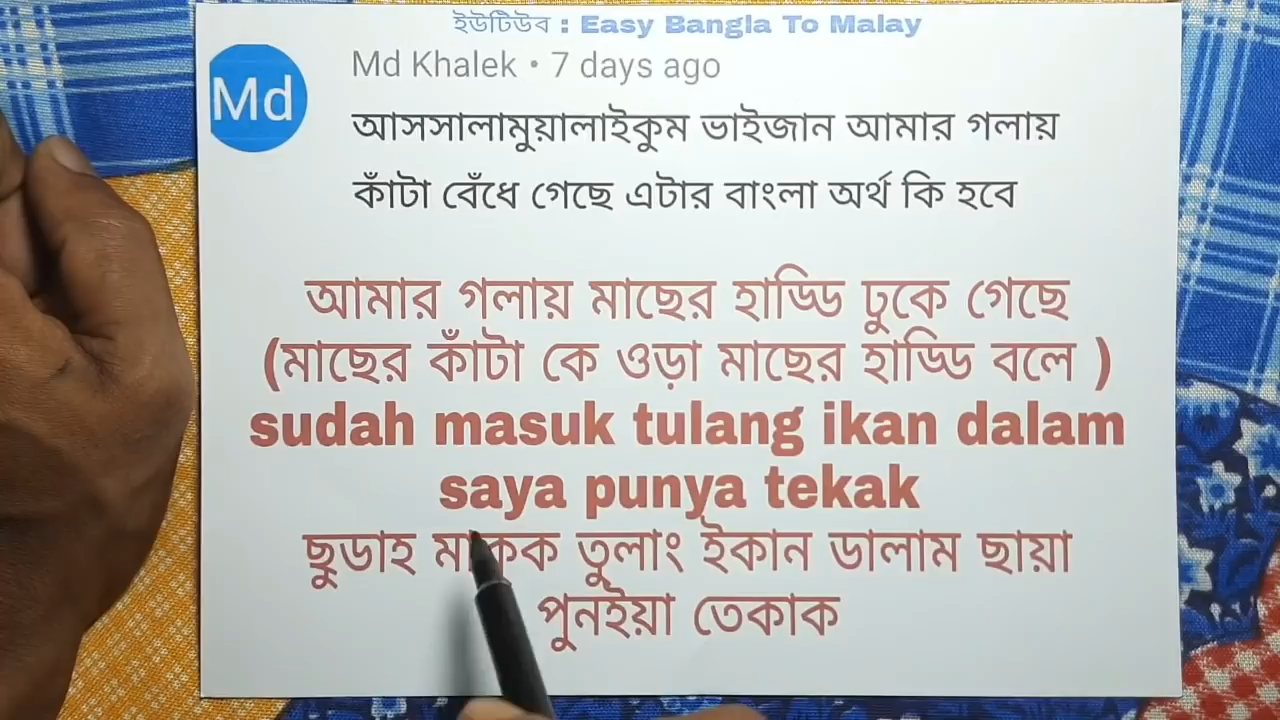 ইউটিউব : Easy Bangla To Malay
Md
Md Khalek • 7 days ago
আসসালামুয়ালাইকুম ভাইজান আমার গলায়
কাঁটা বেঁধে গেছে এটার বাংলা অর্থ কি হবে
আমার গলায় মাছের হাড্ডি ঢুকে গেছে
(মাছের কাঁটা কে ওড়া মাছের হাড্ডি বলে )
sudah masuk tulang ikan dalam
saya punya tekak
ছুডাহ তুলাং ইকান ডালাম ছায়া
পুনইয়া তেকাক